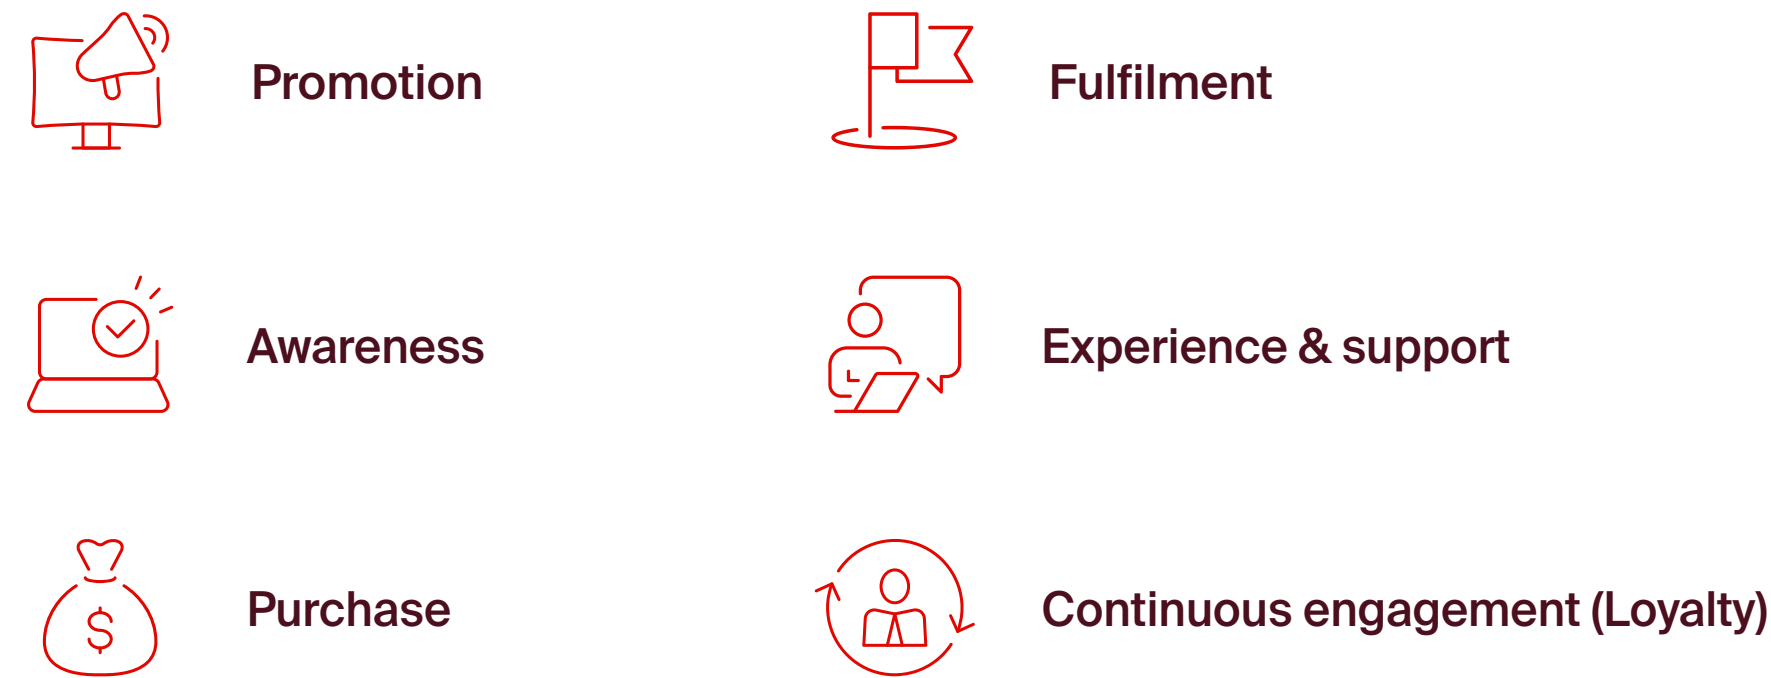 Promotion
Awareness
$
Purchase
Fulfilment
Experience & support
Continuous engagement (Loyalty)